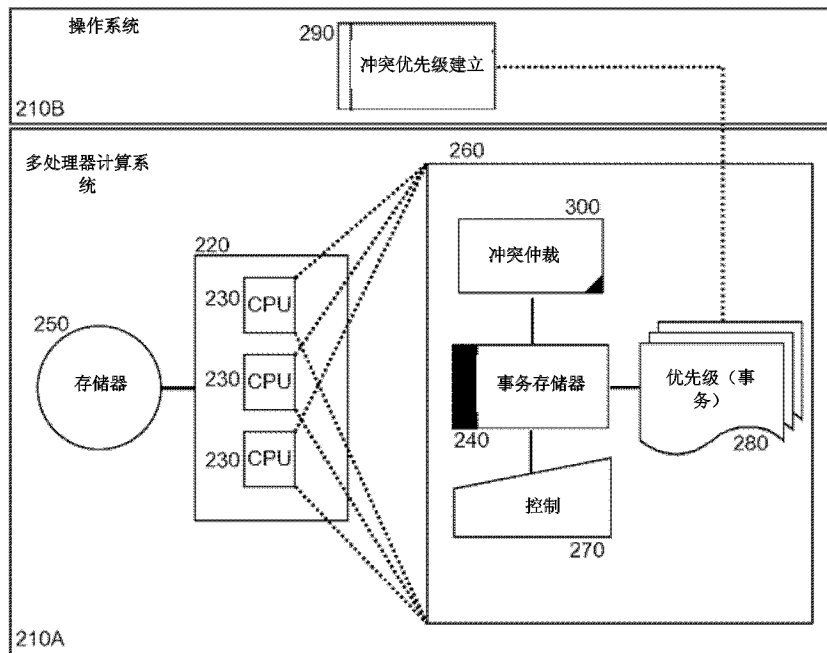 操作系统
290
冲突优先级建立
210B
多处理器计算系
统
260
220
300
冲突仲裁
230
CPU
250
存储器
230
CPU
事务存储器
优先级（事
务）
240
280
230
CPU
控制
270
210A